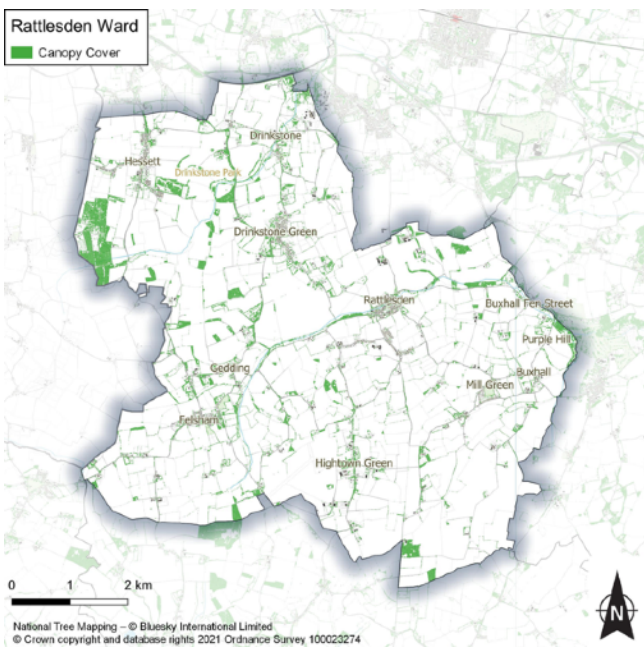 Rattlesden Ward
Canopy Cover
Drinkstone
Hessett
Drinkstone Park
Drinkstone Green
Rattlesden
Buxhall Fen Street
Purple Hill
Gedding
Buxhall
Mill Green
Felsham
Hightown Green
0 1 2 km
N
National Tree Mapping – © Bluesky International Limited
© Crown copyright and database rights 2021 Ordnance Survey 100023274